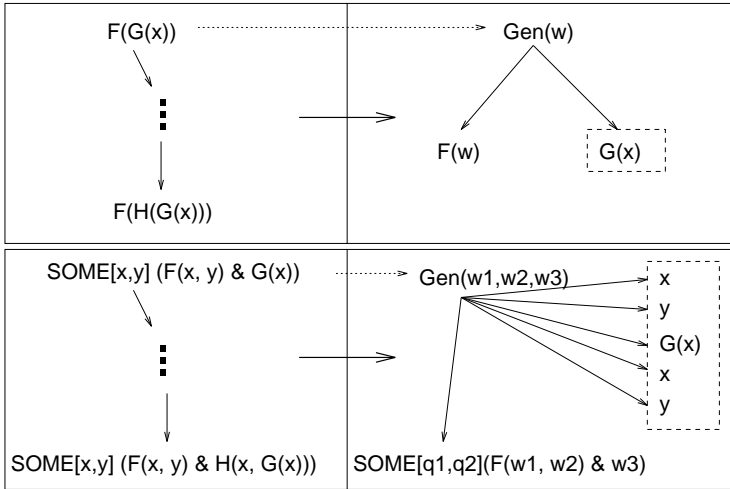 F(G(x))
Gen(w)
F(w)
G(x)
F(H(G(x)))
SOME[x,y] (F(x, y) & G(x))
Gen(w1,w2,w3)
x
y
G(x)
x
y
SOME[x,y] (F(x, y) & H(x, G(x)))
SOME[q1,q2](F(w1, w2) & w3)